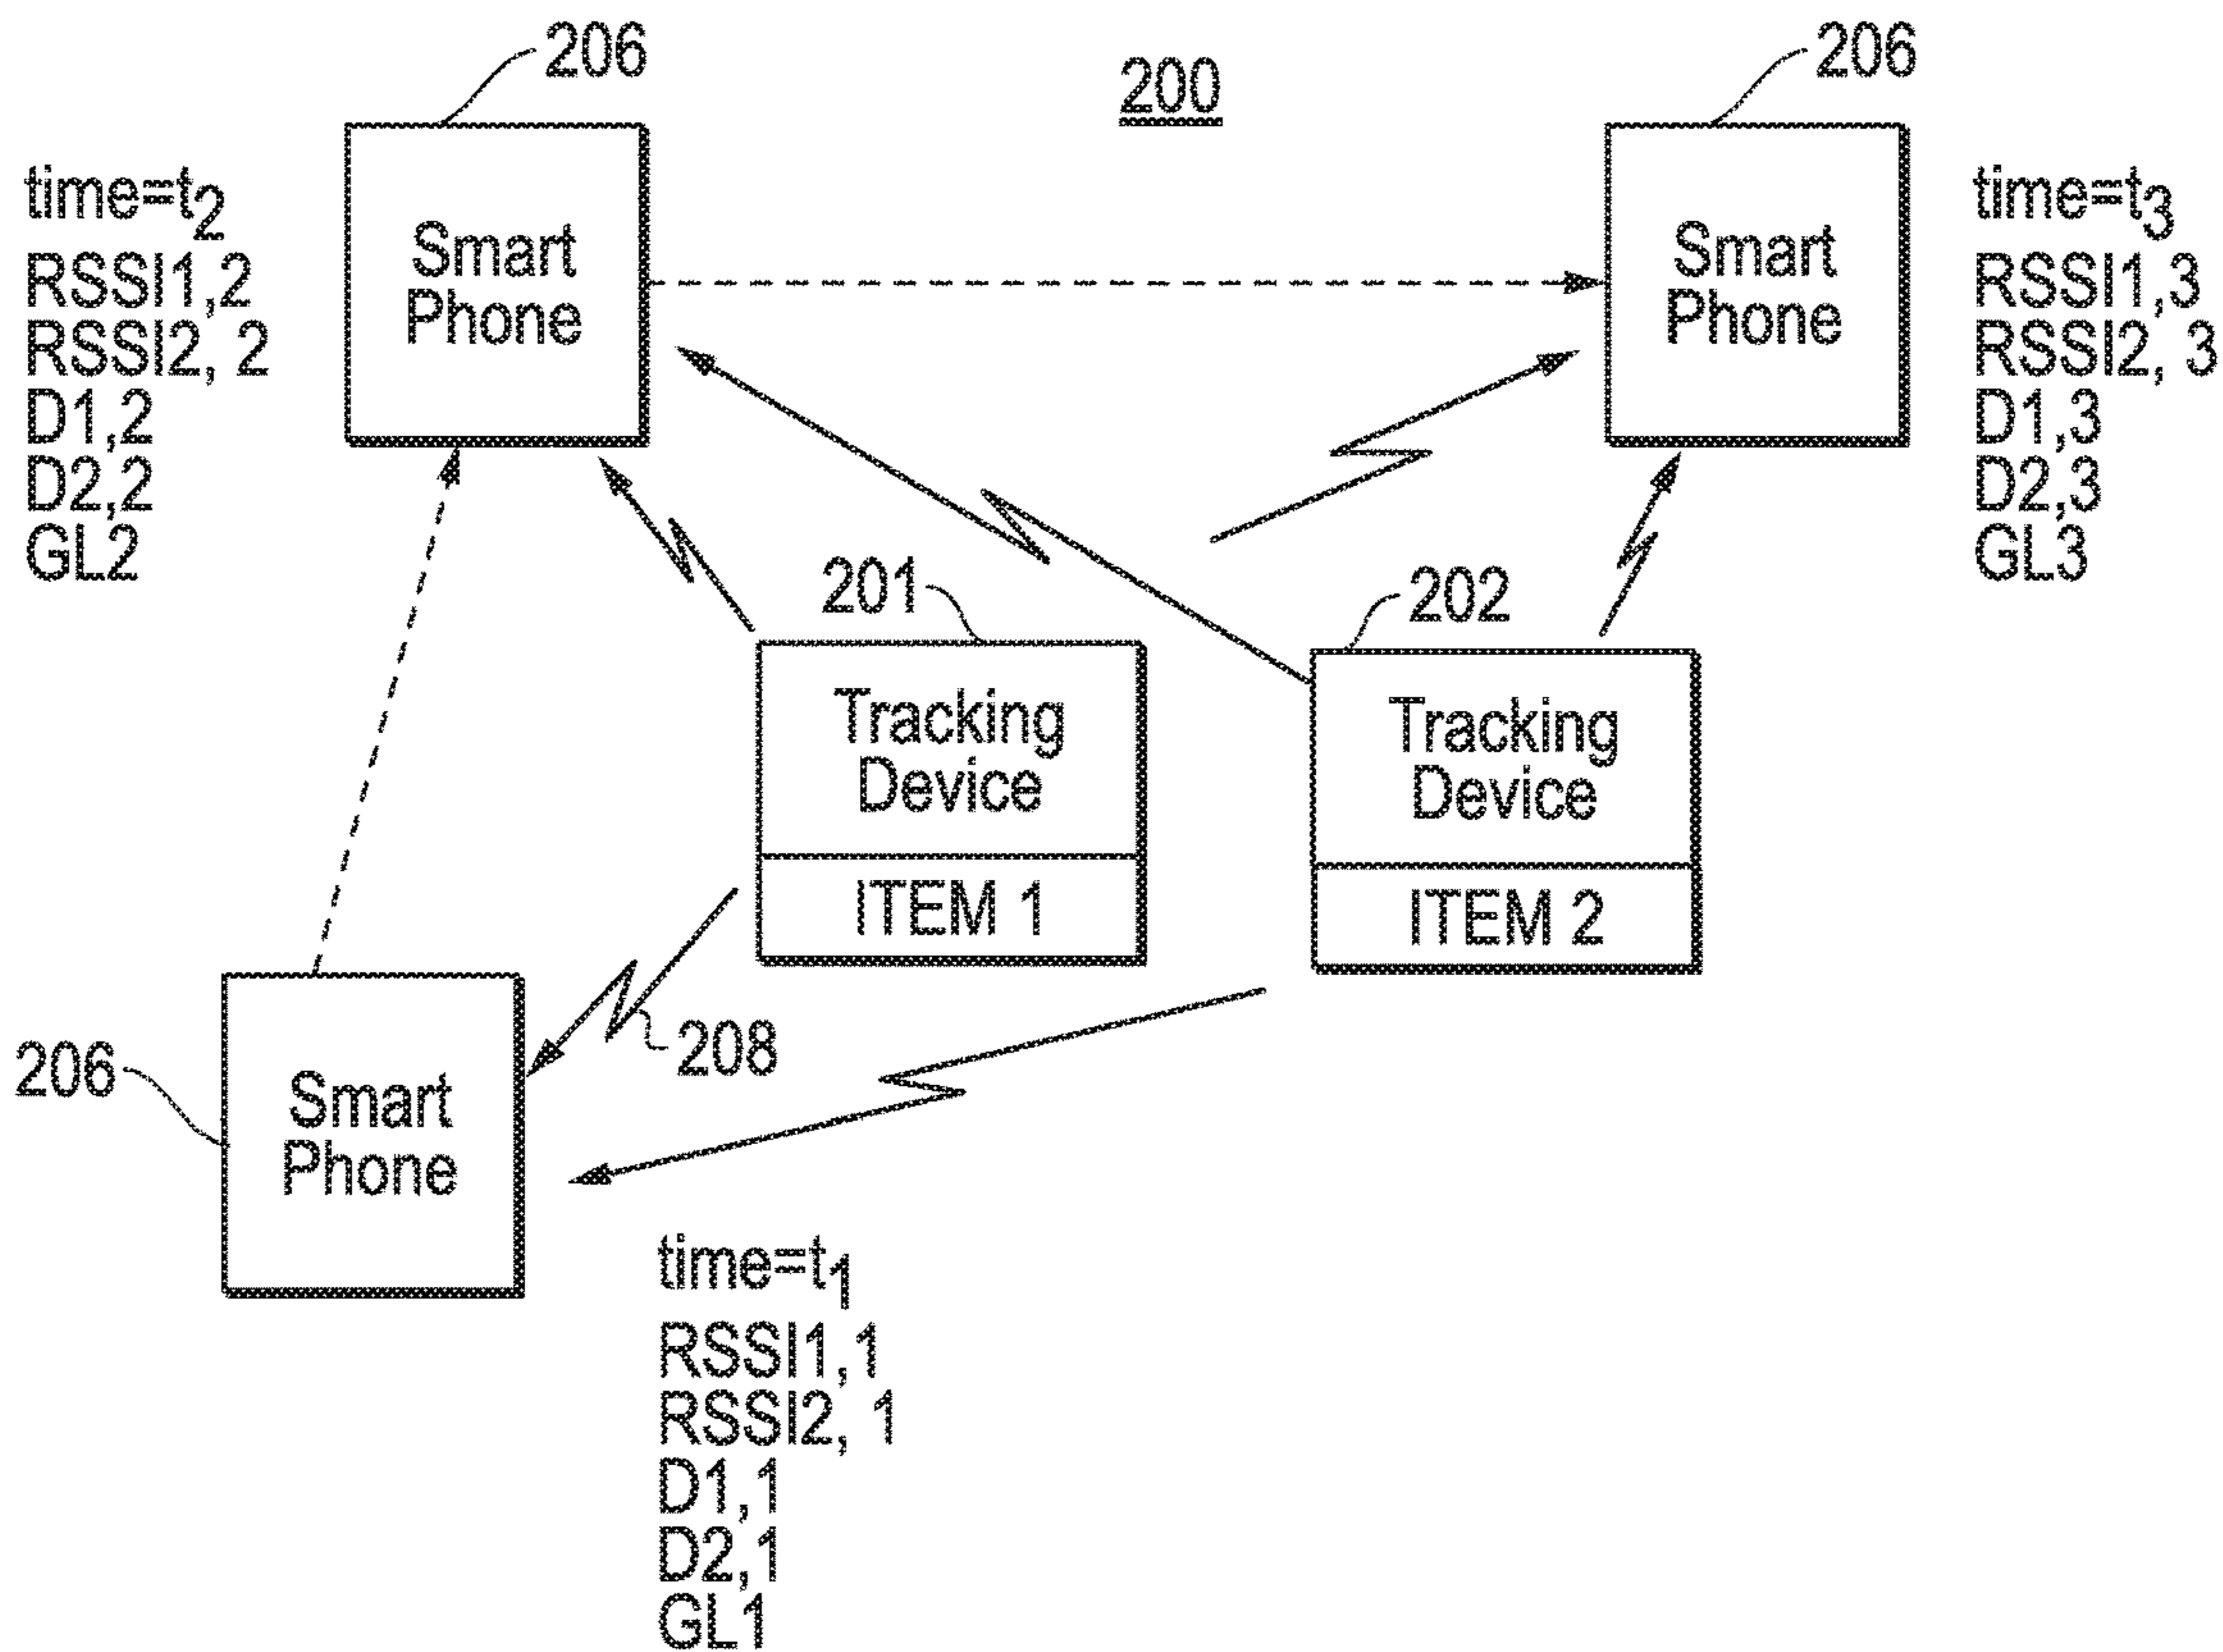 206
200
206
time=t2
RSSI1,2
RSSI2, 2
D1,2
D2,2
GL2
Smart
Phone
Smart
Phone
time=t3
RSSI1,3
RSSI2, 3
D1,3
D2,3
GL3
201
202
Tracking
Device
ITEM 1
Tracking
Device
ITEM 2
206
Smart
Phone
208
time=t1
RSSI1,1
RSSI2, 1
D1,1
D2,1
GL1